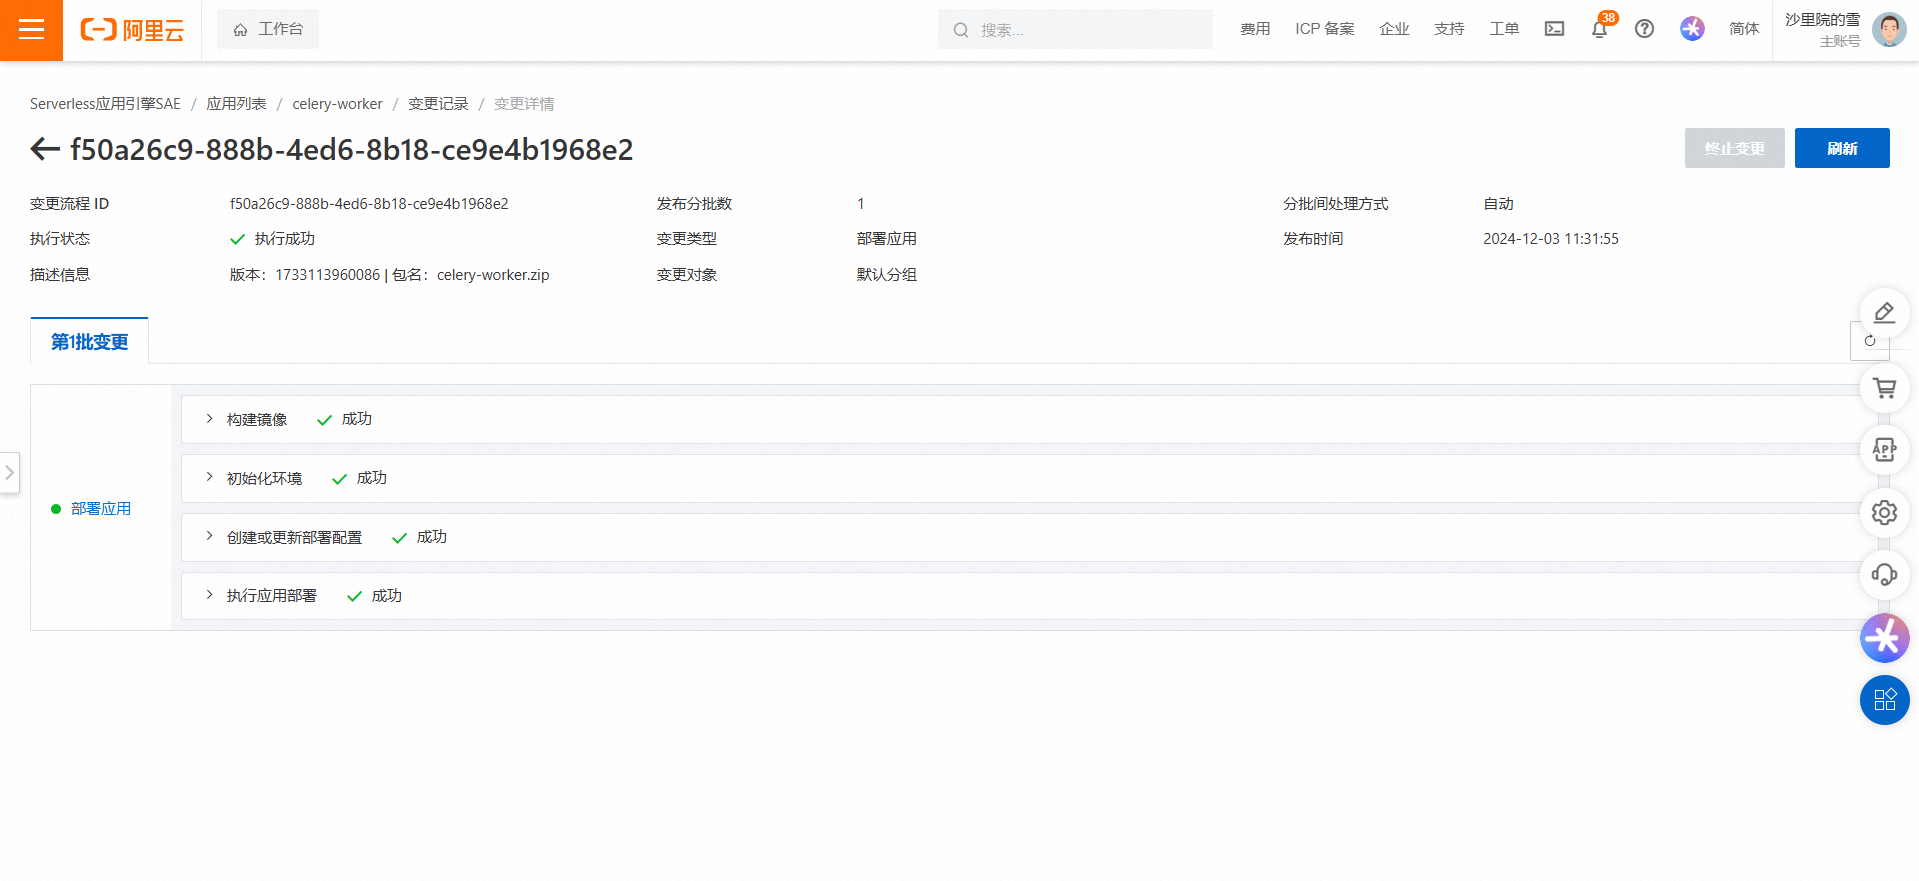 阿里云
工作台
搜索...
费用
ICP 备案
企业
支持
工单
38
简体
沙里院的雪
主账号
Serverless应用引擎SAE / 应用列表 / celery-worker / 变更记录 / 变更详情
f50a26c9-888b-4ed6-8b18-ce9e4b1968e2
终止变更
刷新
变更流程 ID
f50a26c9-888b-4ed6-8b18-ce9e4b1968e2
发布分批数
1
分批间处理方式
自动
执行状态
执行成功
变更类型
部署应用
发布时间
2024-12-03 11:31:55
描述信息
版本：1733113960086 | 包名：celery-worker.zip
变更对象
默认分组
第1批变更
部署应用
构建镜像
成功
初始化环境
成功
创建或更新部署配置
成功
执行应用部署
成功
APP